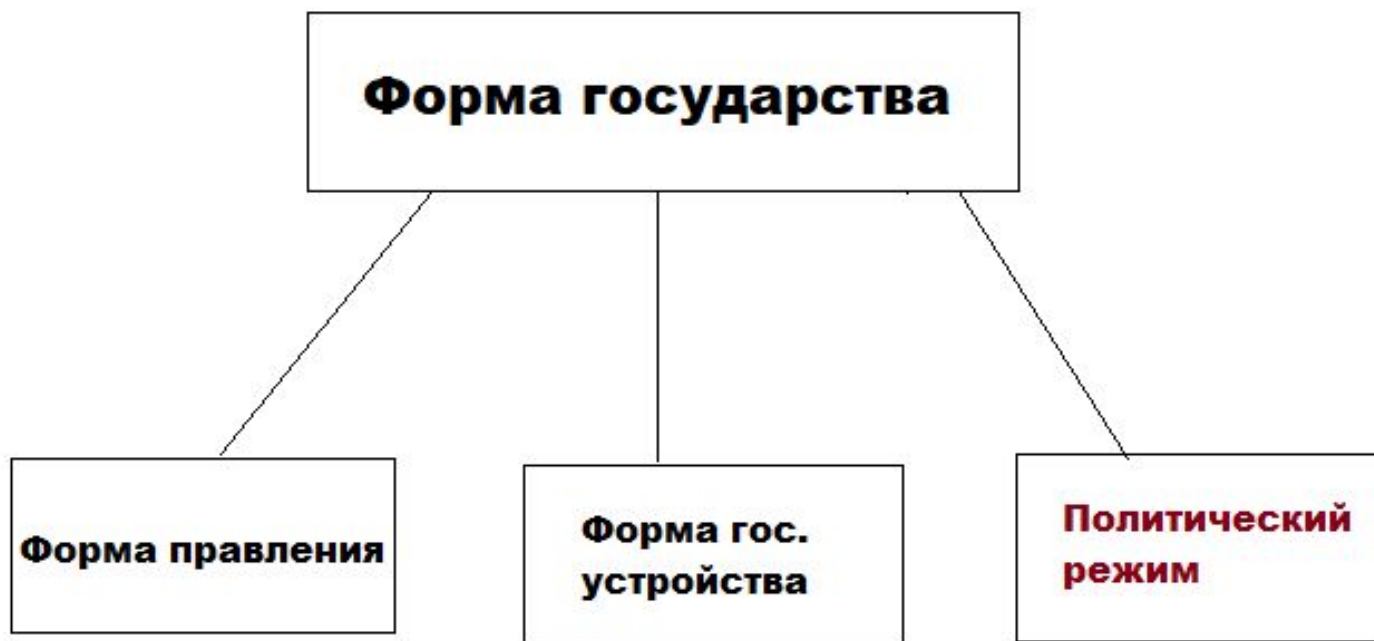 Форма государства
Форма правления
Форма гос.
устройства
Политический
режим